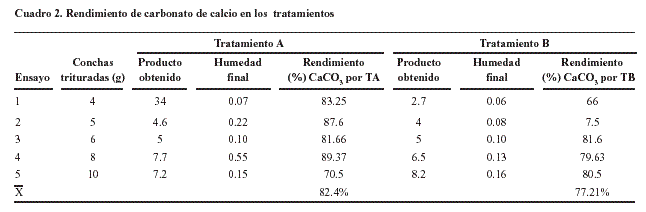 Cuadro 2. Rendimiento de carbonato de calcio en los tratamientos
Tratamiento A Tratamiento B
Conchas Producto Humedad Rendimiento Producto Humedad Rendimiento
Ensayo trituradas (g) obtenido final (%) CaCO3 por TA obtenido final (%) CaCO3 por TB
1 4 34 0.07 83.25 2.7 0.06 66
2 5 4.6 0.22 87.6 4 0.08 7.5
3 6 5 0.10 81.66 5 0.10 81.6
4 8 7.7 0.55 89.37 6.5 0.13 79.63
5 10 7.2 0.15 70.5 8.2 0.16 80.5
X̅ 82.4% 77.21%